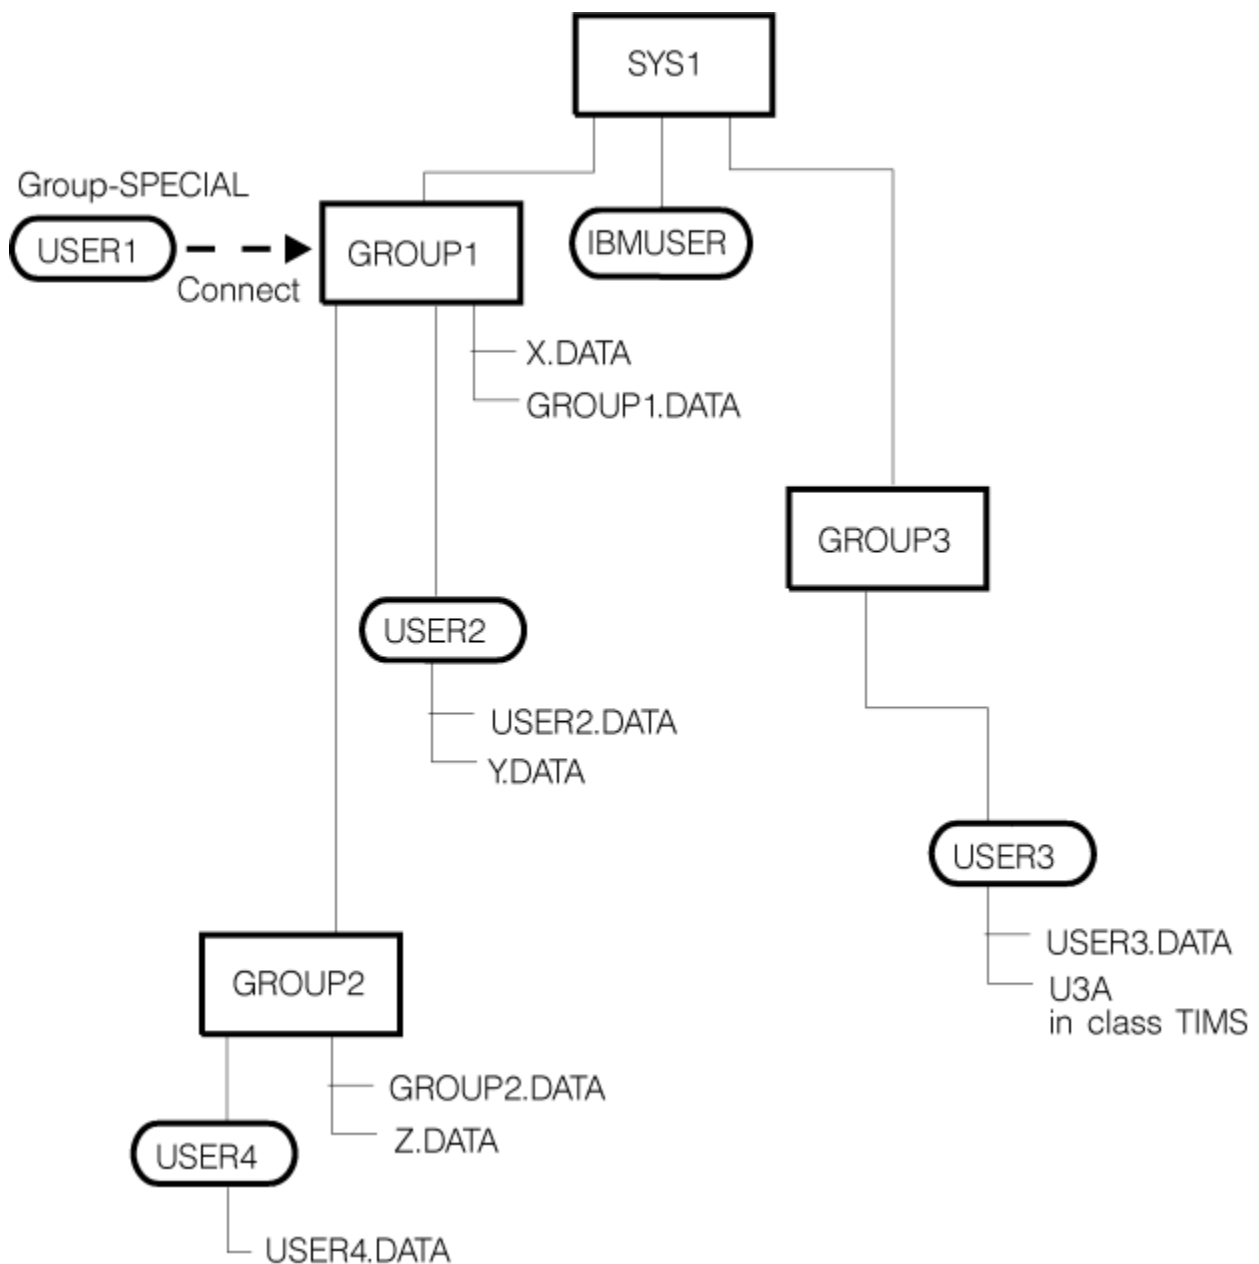 SYS1
Group-SPECIAL
USER1
Connect
GROUP1
IBMUSER
X.DATA
GROUP1.DATA
GROUP3
USER2
USER2.DATA
Y.DATA
USER3
USER3.DATA
U3A
in class TIMS
GROUP2
GROUP2.DATA
Z.DATA
USER4
USER4.DATA